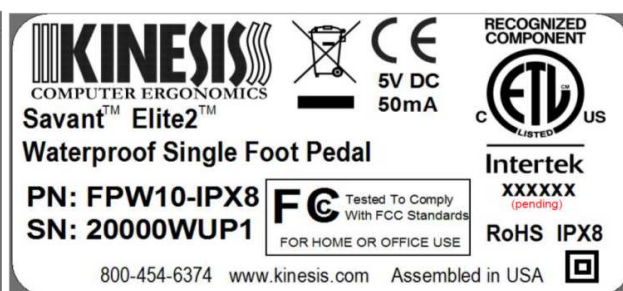 KINESIS
COMPUTER ERGONOMICS
Savant™ Elite2™
Waterproof Single Foot Pedal
PN: FPW10-IPX8
SN: 20000WUP1
CE
5V DC
50mA
FC
Tested To Comply
With FCC Standards
FOR HOME OR OFFICE USE
RECOGNIZED
COMPONENT
C ETL CM US
LISTED
Intertek
xxxxxx
(pending)
RoHS IPX8
800-454-6374 www.kinesis.com Assembled in USA